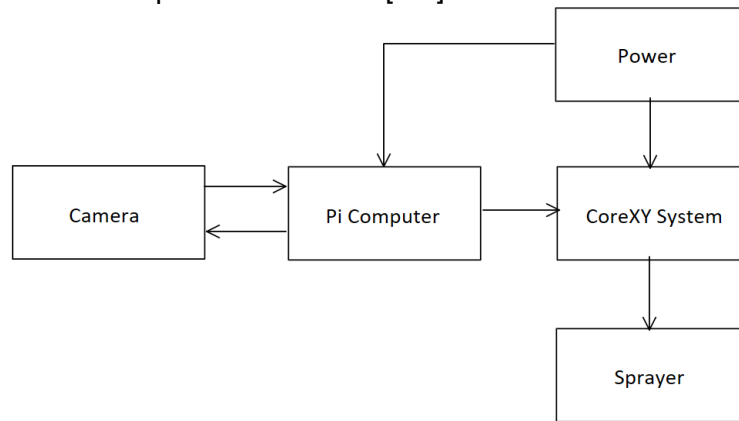 Power
Camera
Pi Computer
CoreXY System
Sprayer